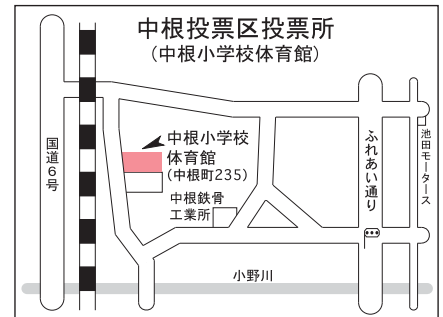 中根投票区投票所
(中根小学校体育館)
国道6号
中根小学校
体育館
(中根町235)
中根鉄骨
工業所
ふれあい通り
池田モータース
小野川